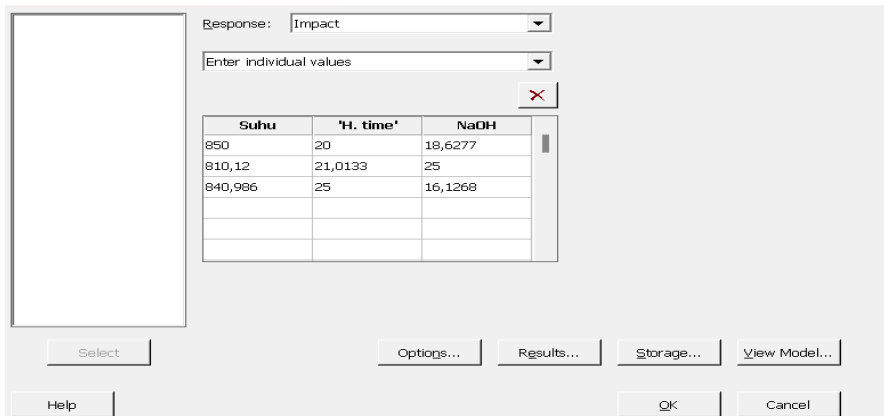 Response: Impact
Enter individual values
Suhu 'H. time' NaOH
850 20 18,6277
810,12 21,0133 25
840,986 25 16,1268
Select Options... Results... Storage... View Model...
Help OK Cancel